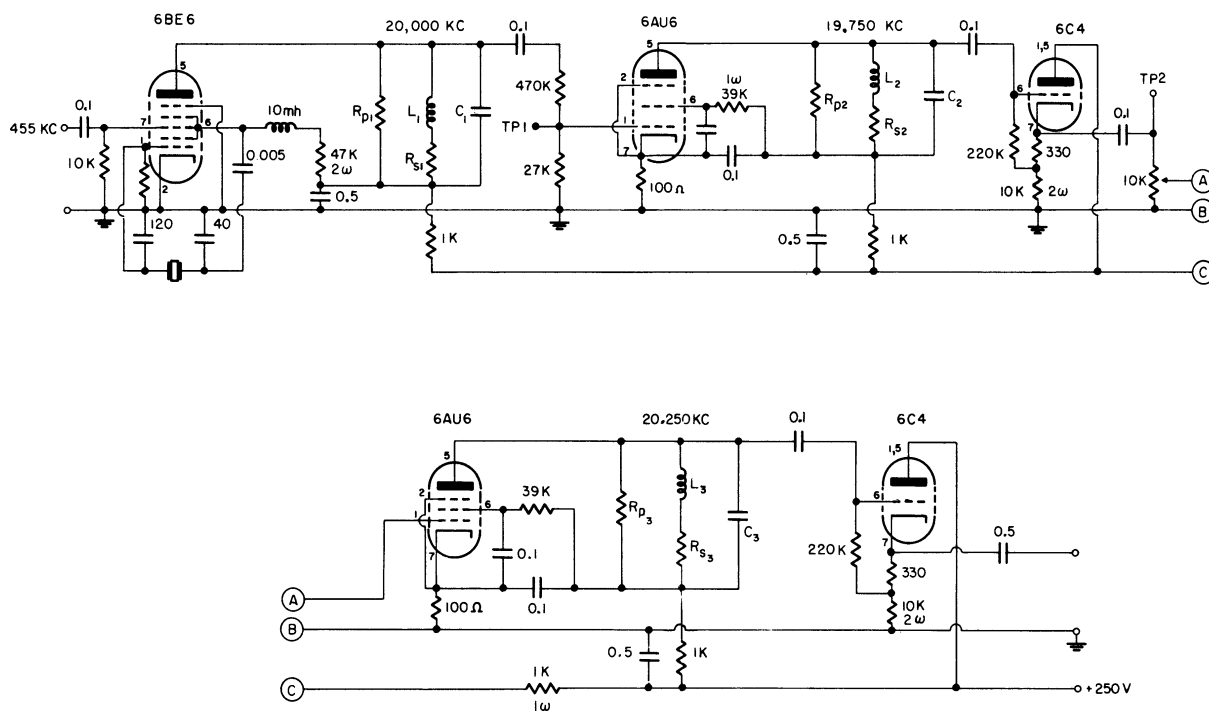 6BE6
20,000 KC
0.1
6AU6
19,750 KC
0.1
6C4
5
5
1,5
0.1
455 KC
7
6
1
10mh
10K
2
0.005
47K
2ω
0.5
120
40
Rp1
L1
Rs1
C1
470K
TP1
27K
1K
2
6
1
7
1ω
39K
0.1
100Ω
Rp2
L2
Rs2
C2
0.5
1K
6
7
220K
330
10K
2ω
TP2
0.1
10K
A
B
C
6AU6
20.250KC
0.1
6C4
5
1,5
2
6
1
7
39K
0.1
0.1
100Ω
Rp3
L3
Rs3
C3
6
7
220K
330
10K
2ω
0.5
A
B
C
0.5
1K
1K
1ω
+250V